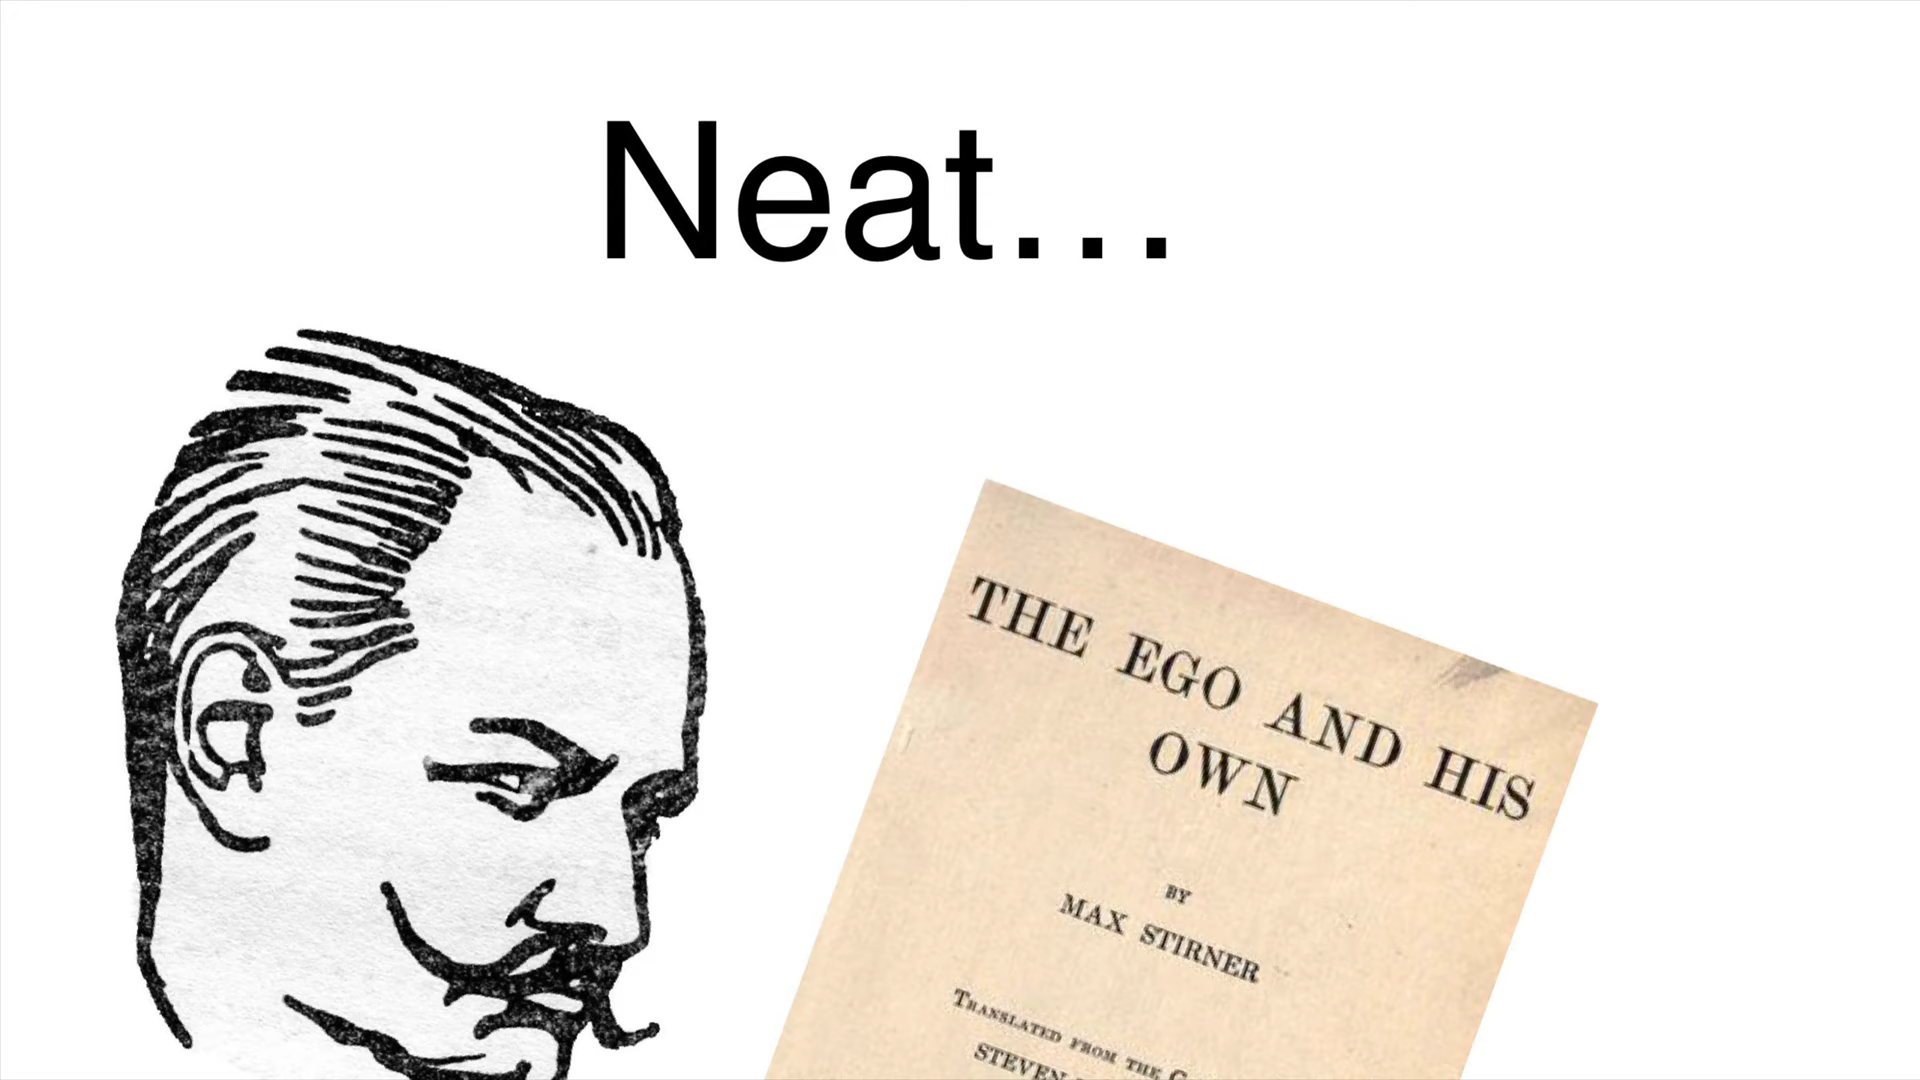 Neat…
THE EGO AND HIS
OWN
BY
MAX STIRNER
TRANSLATED FROM THE
STEVEN